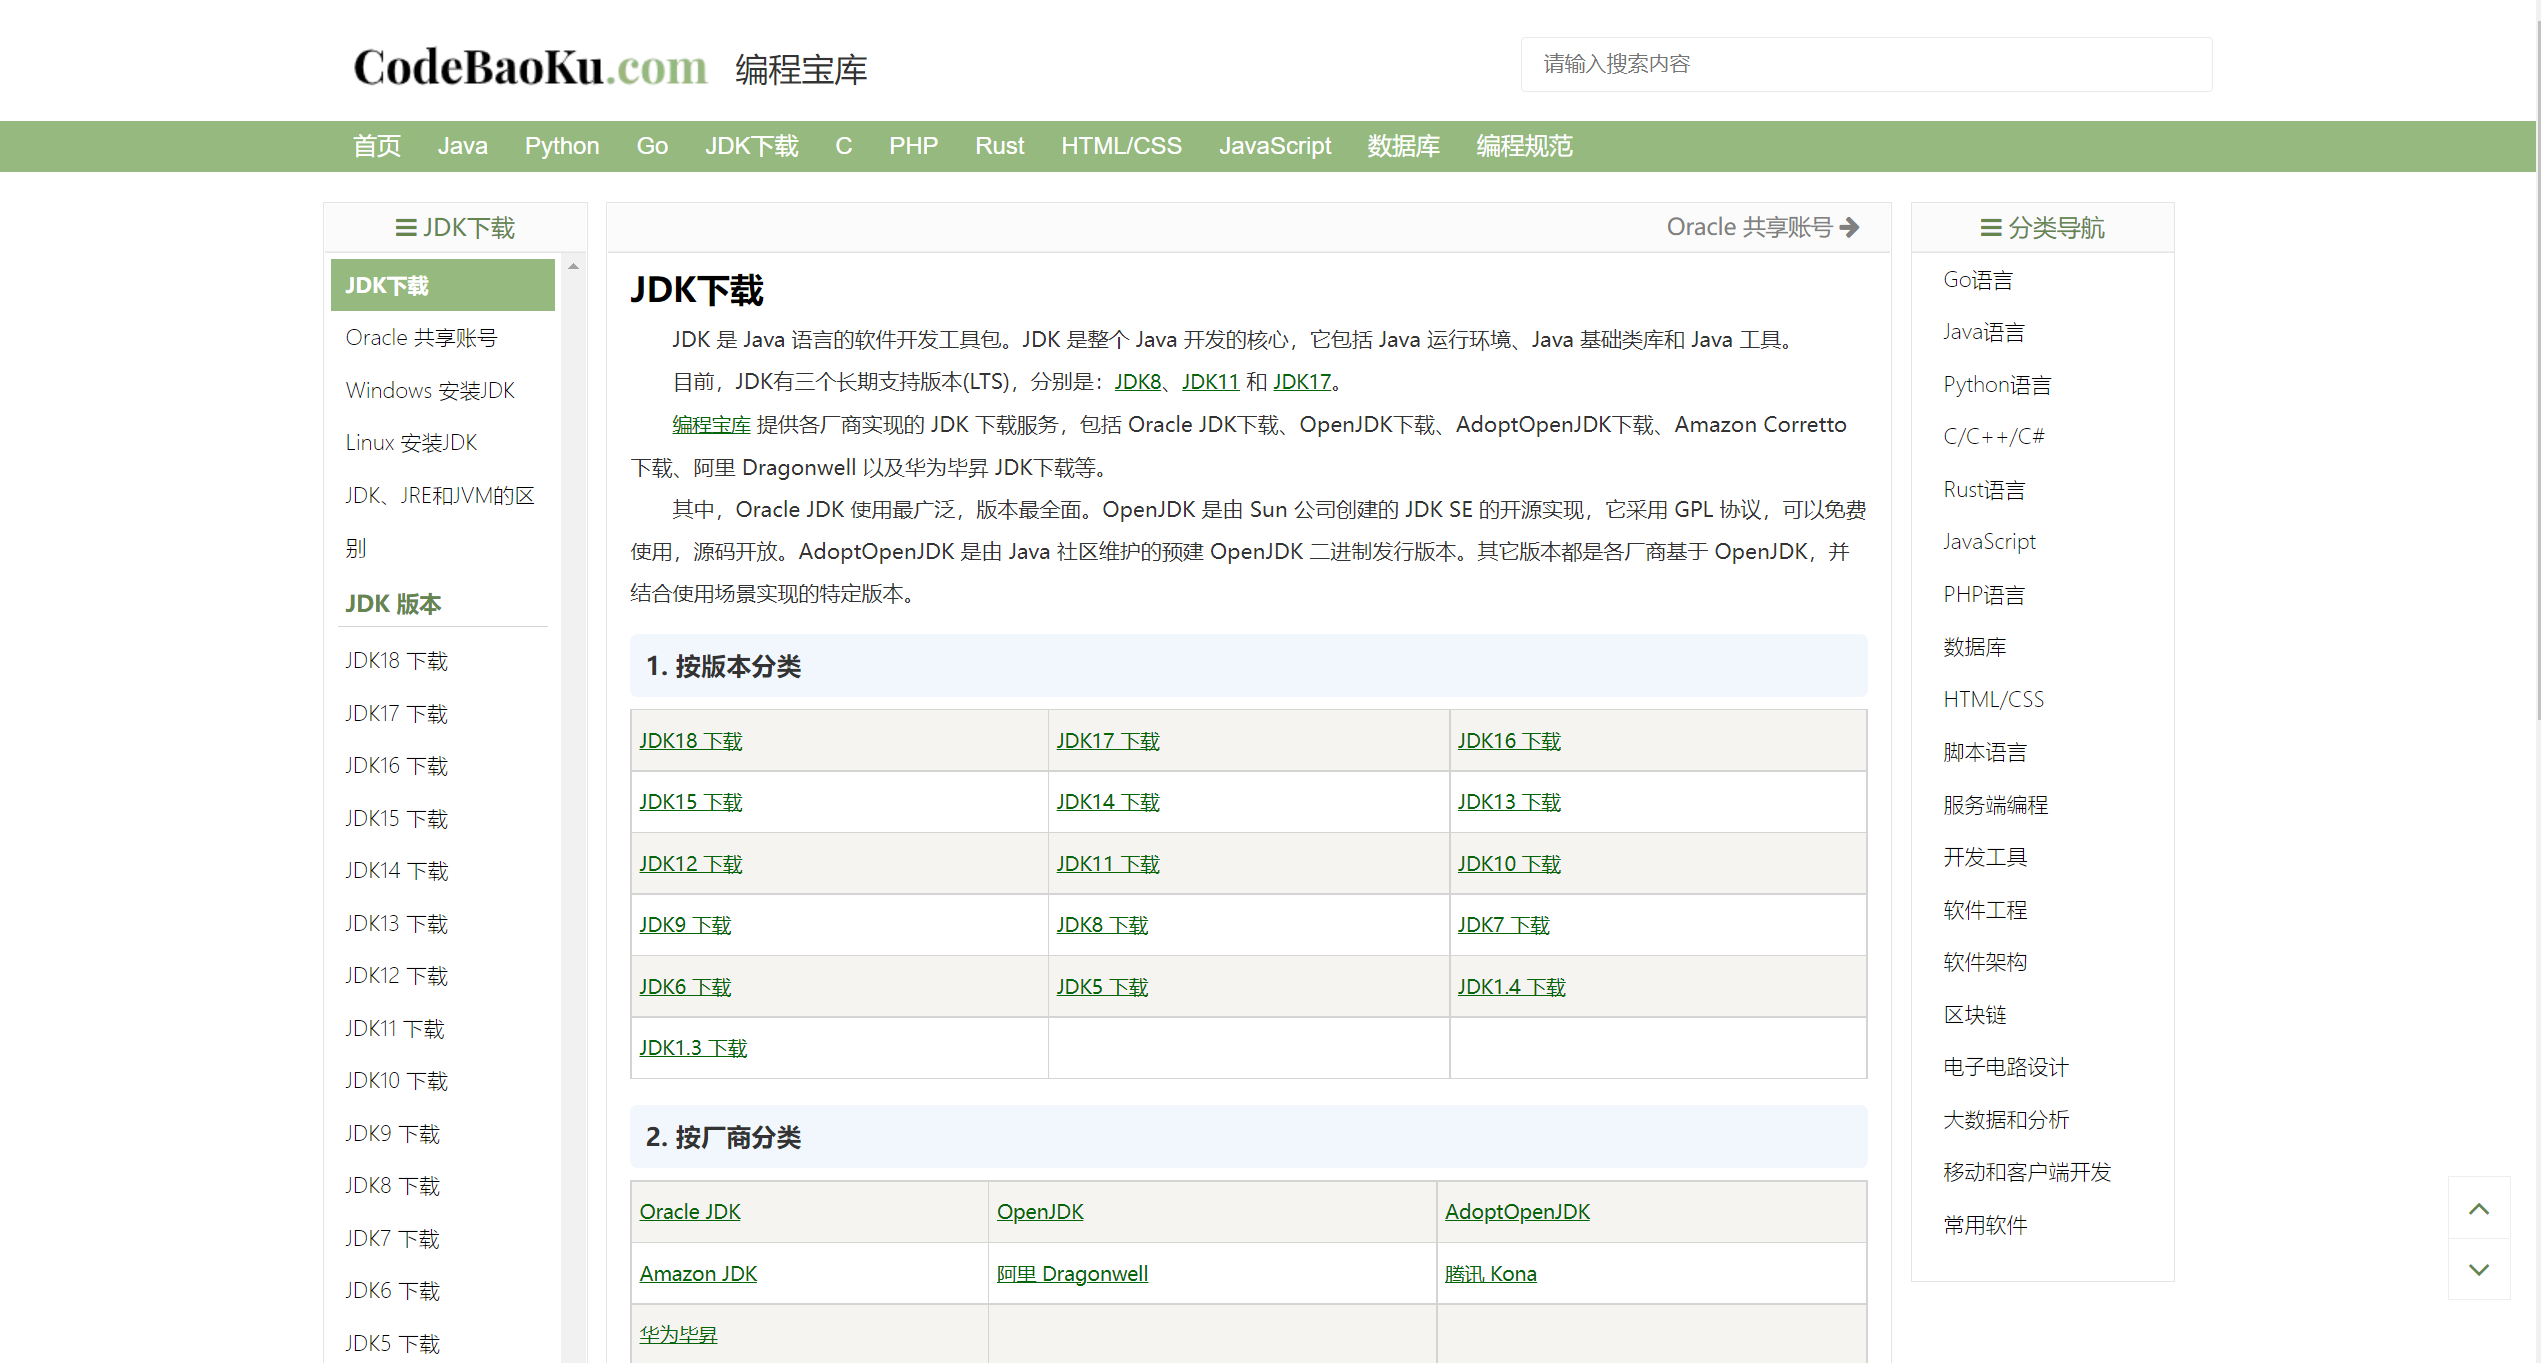 CodeBaoKu.com 编程宝库
请输入搜索内容
首页 Java Python Go JDK下载 C PHP Rust HTML/CSS JavaScript 数据库 编程规范
JDK下载
JDK下载
Oracle 共享账号
Windows 安装JDK
Linux 安装JDK
JDK、JRE和JVM的区
别
JDK 版本
JDK18 下载
JDK17 下载
JDK16 下载
JDK15 下载
JDK14 下载
JDK13 下载
JDK12 下载
JDK11 下载
JDK10 下载
JDK9 下载
JDK8 下载
JDK7 下载
JDK6 下载
JDK5 下载
Oracle 共享账号
JDK下载
JDK 是 Java 语言的软件开发工具包。JDK 是整个 Java 开发的核心，它包括 Java 运行环境、Java 基础类库和 Java 工具。
目前，JDK有三个长期支持版本(LTS)，分别是：JDK8、JDK11 和 JDK17。
编程宝库 提供各厂商实现的 JDK 下载服务，包括 Oracle JDK下载、OpenJDK下载、AdoptOpenJDK下载、Amazon Corretto
下载、阿里 Dragonwell 以及华为毕昇 JDK下载等。
其中，Oracle JDK 使用最广泛，版本最全面。OpenJDK 是由 Sun 公司创建的 JDK SE 的开源实现，它采用 GPL 协议，可以免费
使用，源码开放。AdoptOpenJDK 是由 Java 社区维护的预建 OpenJDK 二进制发行版本。其它版本都是各厂商基于 OpenJDK，并
结合使用场景实现的特定版本。
1. 按版本分类
JDK18 下载 JDK17 下载 JDK16 下载
JDK15 下载 JDK14 下载 JDK13 下载
JDK12 下载 JDK11 下载 JDK10 下载
JDK9 下载 JDK8 下载 JDK7 下载
JDK6 下载 JDK5 下载 JDK1.4 下载
JDK1.3 下载
2. 按厂商分类
Oracle JDK OpenJDK AdoptOpenJDK
Amazon JDK 阿里 Dragonwell 腾讯 Kona
华为毕昇
分类导航
Go语言
Java语言
Python语言
C/C++/C#
Rust语言
JavaScript
PHP语言
数据库
HTML/CSS
脚本语言
服务端编程
开发工具
软件工程
软件架构
区块链
电子电路设计
大数据和分析
移动和客户端开发
常用软件